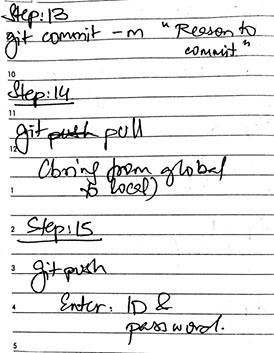 Step:13
git commit -m "Reason to
commit"
10
Step:14
11
git push pull
12
(bring from global
1 to local)
2 Step:15
3 git push
4 Enter: ID &
password.
5